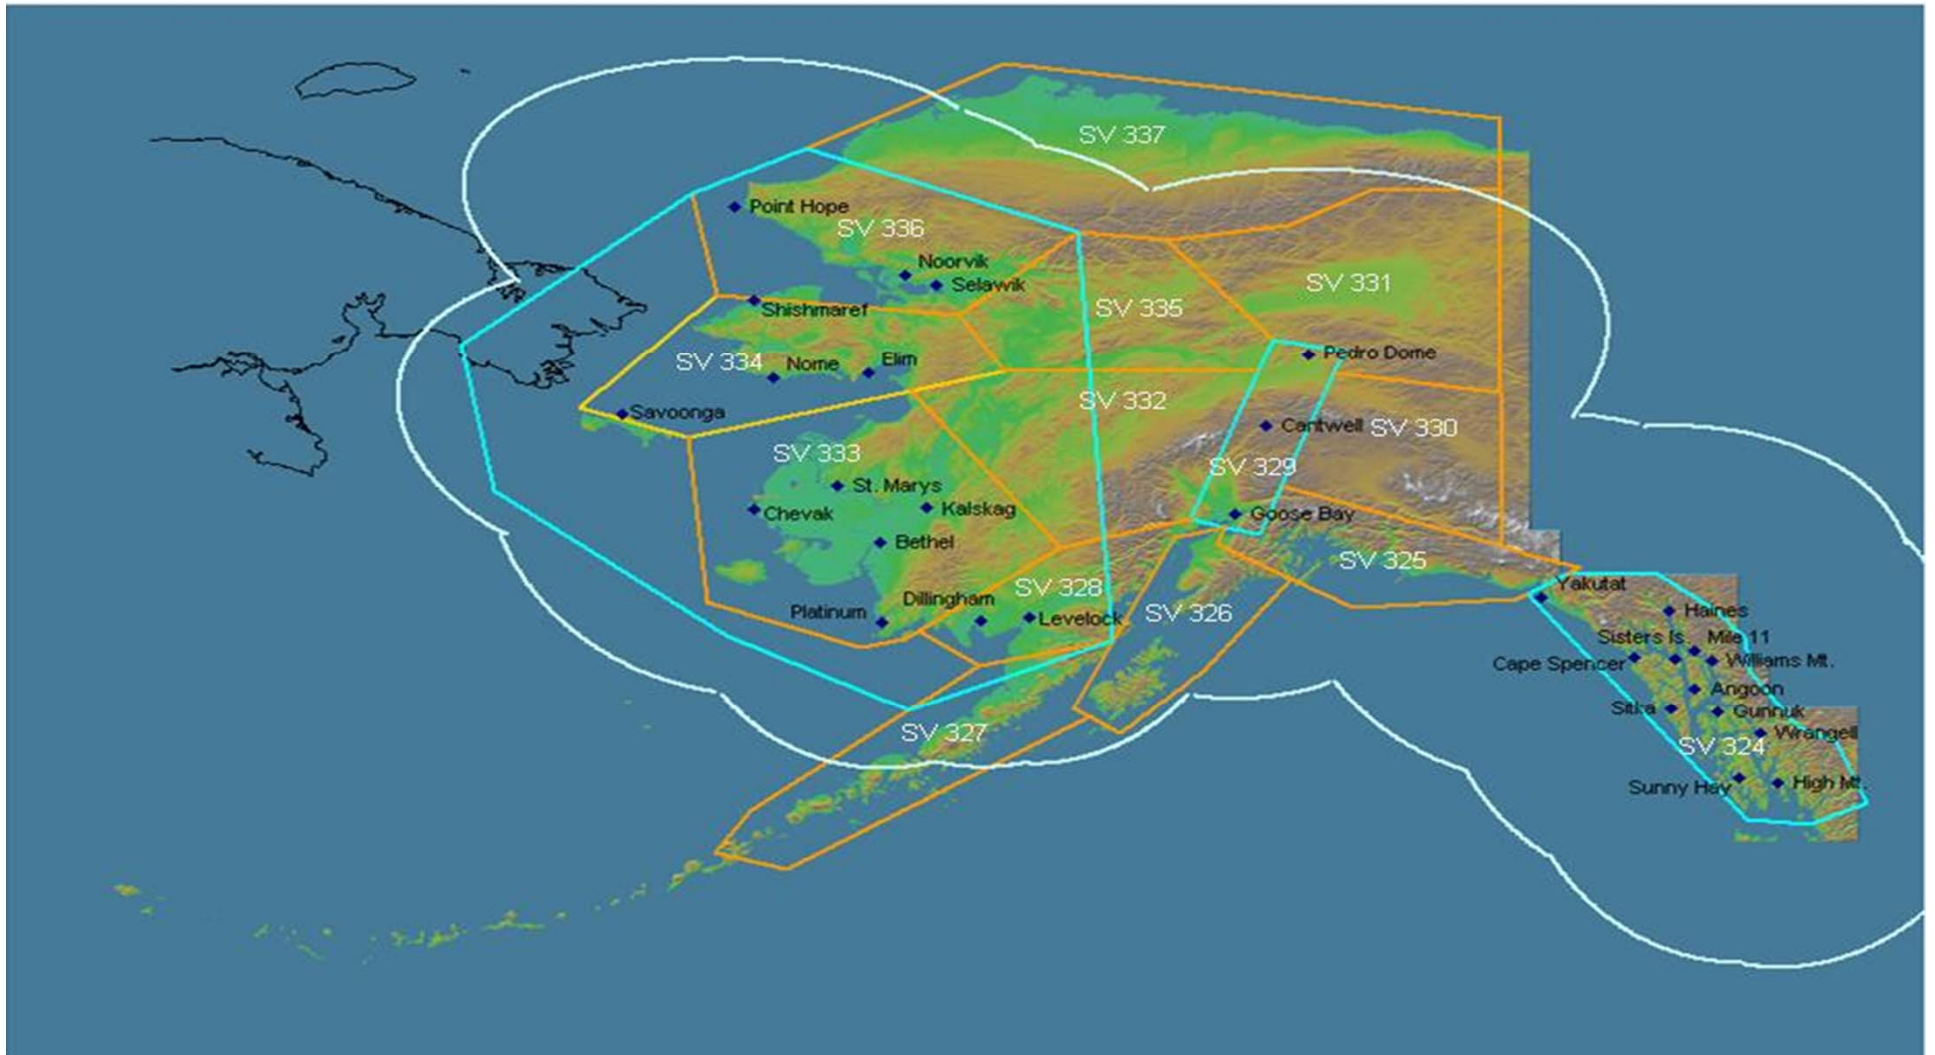 SV 337
Point Hope
SV 336
Noorvik
Selawik
SV 331
Shishmaref
SV 335
Pedro Dome
SV 334
Nome
Elim
Savoonga
SV 332
Cantwell
SV 330
SV 333
SV 329
St. Marys
Chevak
Kalskag
Goose Bay
Bethel
SV 325
SV 328
Yakutat
Dillingham
Platinum
Levelock
SV 326
Haines
Sisters Is.
Mile 11
Cape Spencer
Williams Mt.
Angoon
Sitka
Gunnuk
SV 327
Wrangell
SV 324
Sunny Hay
High Mt.